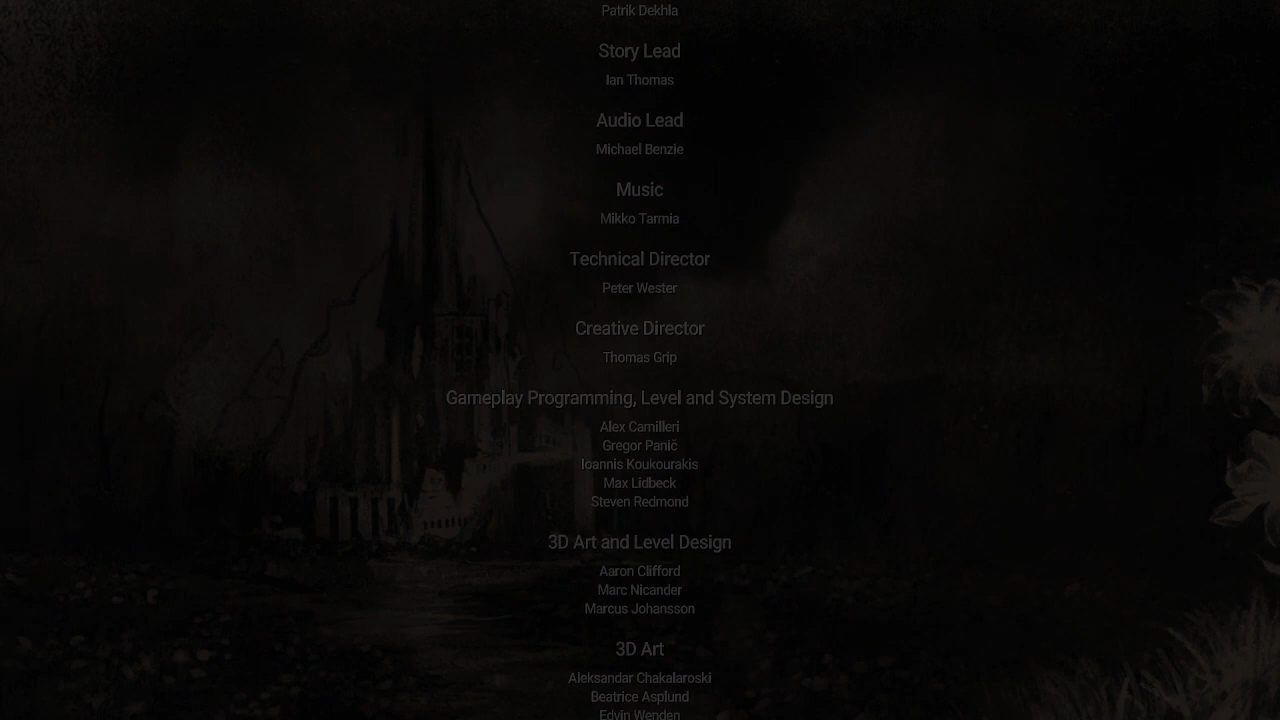 Patrik Dekhla
Story Lead
Ian Thomas
Audio Lead
Michael Benzie
Music
Mikko Tarmia
Technical Director
Peter Wester
Creative Director
Thomas Grip
Gameplay Programming, Level and System Design
Alex Camilleri
Gregor Panič
Ioannis Koukourakis
Max Lidbeck
Steven Redmond
3D Art and Level Design
Aaron Clifford
Marc Nicander
Marcus Johansson
3D Art
Aleksandar Chakalaroski
Beatrice Asplund
Edvin Wenden